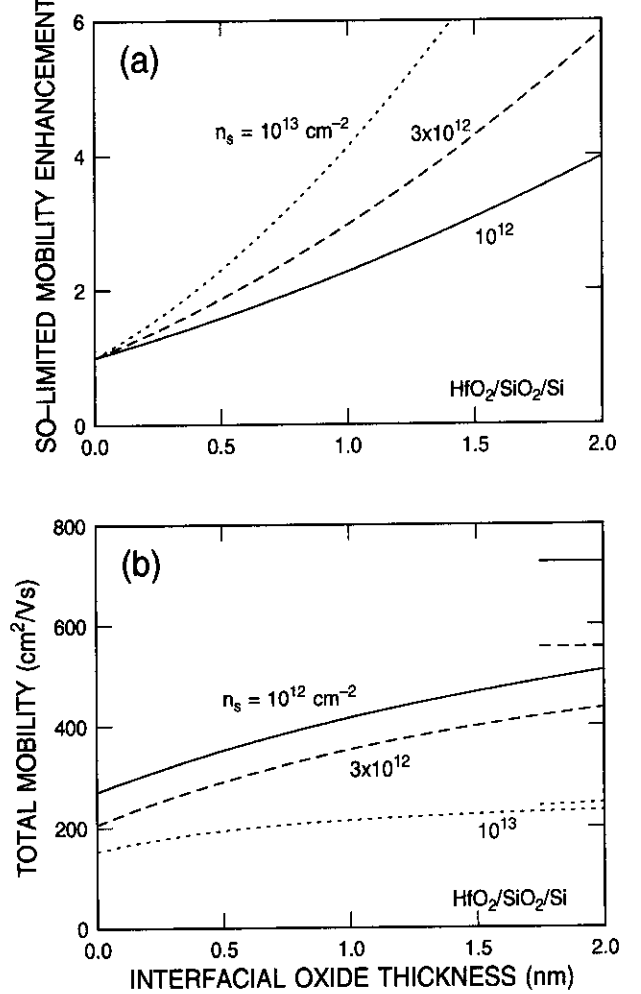 SO–LIMITED MOBILITY ENHANCEMENT
(a)
6
4
2
0
n_s = 10^13 cm^−2
3x10^12
10^12
HfO₂/SiO₂/Si
0.0 0.5 1.0 1.5 2.0
TOTAL MOBILITY (cm²/Vs)
(b)
800
600
400
200
0
n_s = 10^12 cm^−2
3x10^12
10^13
HfO₂/SiO₂/Si
0.0 0.5 1.0 1.5 2.0
INTERFACIAL OXIDE THICKNESS (nm)